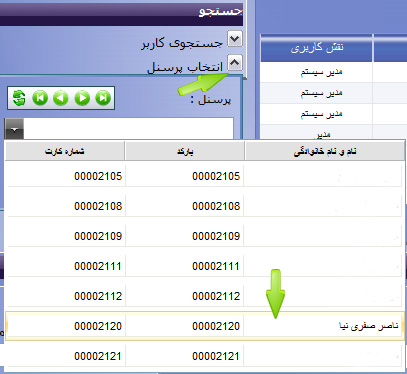 جستجو
جستجوی کاربر
انتخاب پرسنل
پرسنل :
نقش کاربری
مدیر سیستم
مدیر سیستم
مدیر سیستم
مدیر
نام و نام خانوادگی بارکد شماره کارت
00002105 00002105
00002108 00002108
00002109 00002109
00002111 00002111
00002112 00002112
ناصر صفری نیا 00002120 00002120
00002121 00002121